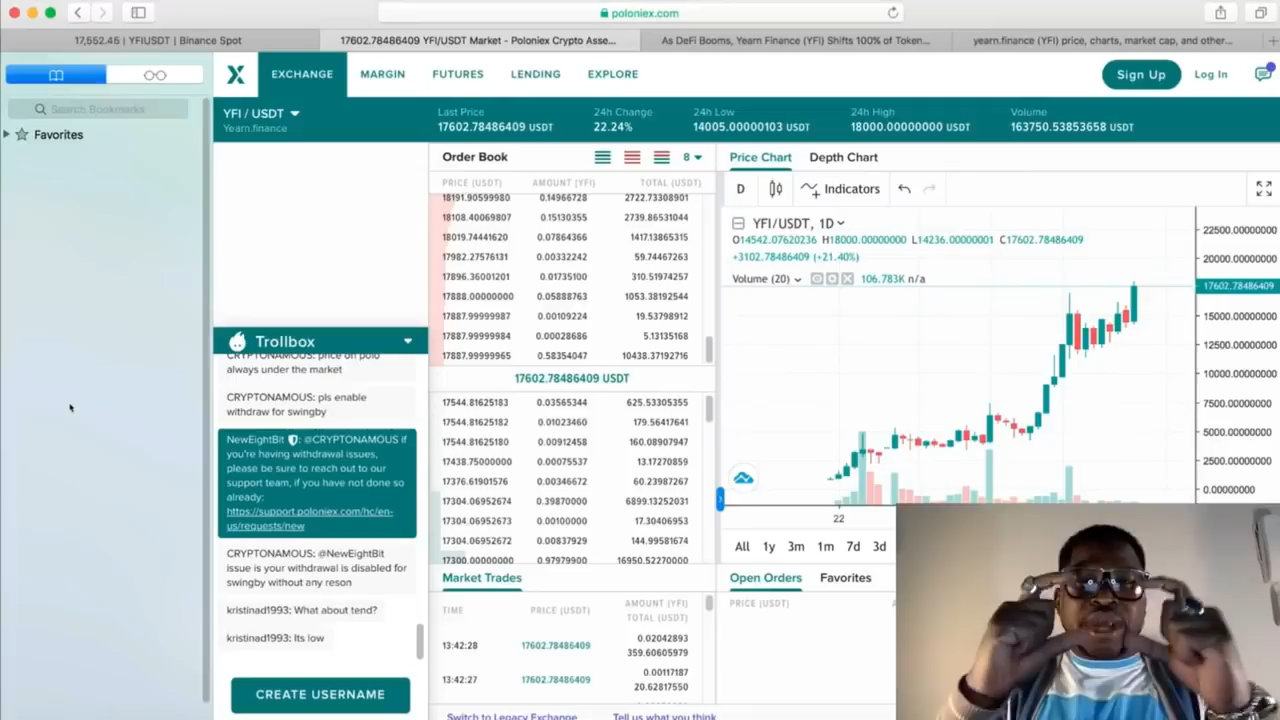 poloniex.com
17,552.45 | YFIUSDT | Binance Spot
17602.78486409 YFI/USDT Market - Poloniex Crypto Asse...
As DeFi Booms, Yearn Finance (YFI) Shifts 100% of Token...
yearn.finance (YFI) price, charts, market cap, and other...
Search Bookmarks
Favorites
EXCHANGE
MARGIN
FUTURES
LENDING
EXPLORE
Sign Up
Log In
YFI / USDT
Yearn.finance
Last Price
17602.78486409 USDT
24h Change
22.24%
24h Low
14005.00000103 USDT
24h High
18000.00000000 USDT
Volume
163750.53853658 USDT
Trollbox
CRYPTONAMOUS: price on polo
always under the market
CRYPTONAMOUS: pls enable
withdraw for swingby
NewEightBit : @CRYPTONAMOUS if
you're having withdrawal issues,
please be sure to reach out to our
support team, if you have not done so
already:
https://support.poloniex.com/hc/en-
us/requests/new
CRYPTONAMOUS: @NewEightBit
issue is your withdrawal is disabled for
swingby without any reson
kristinad1993: What about tend?
kristinad1993: Its low
CREATE USERNAME
Order Book
8
PRICE (USDT) AMOUNT (YFI) TOTAL (USDT)
18191.90599980 0.14966728 2722.73308901
18108.40069807 0.15130355 2739.86531044
18019.74441620 0.07864366 1417.13865315
17982.27576131 0.00332242 59.74467263
17896.36001201 0.01735100 310.51974257
17888.00000000 0.05888763 1053.38192544
17887.99999987 0.00109224 19.53798912
17887.99999984 0.00028686 5.13135168
17887.99999965 0.58354047 10438.37192716
17602.78486409 USDT
17544.81625183 0.03565344 625.53305355
17544.81625182 0.01023460 179.56417641
17544.81625180 0.00912458 160.08907947
17438.75000000 0.00075537 13.17270859
17376.61901576 0.00346672 60.23987267
17304.06952674 0.39870000 6899.13252031
17304.06952673 0.00100000 17.30406953
17304.06952672 0.00837929 144.99581674
17300.00000000 0.97979900 16950.52270000
Market Trades
TIME
PRICE (USDT)
AMOUNT (YFI)
TOTAL (USDT)
13:42:28 17602.78486409 0.02042893
359.60605979
13:42:27 17602.78486409 0.00117187
20.62817550
Switch to Legacy Exchange
Tell us what you think
Price Chart
Depth Chart
D
Indicators
YFI/USDT, 1D
O14542.07620236 H18000.00000000 L14236.00000001 C17602.78486409
+3102.78486409 (+21.40%)
Volume (20) 106.783K n/a
22500.00000000
20000.00000000
17602.78486409
15000.00000000
12500.00000000
10000.00000000
7500.00000000
5000.00000000
2500.00000000
0.00000000
22
All 1y 3m 1m 7d 3d
Open Orders
Favorites
PRICE (USDT)